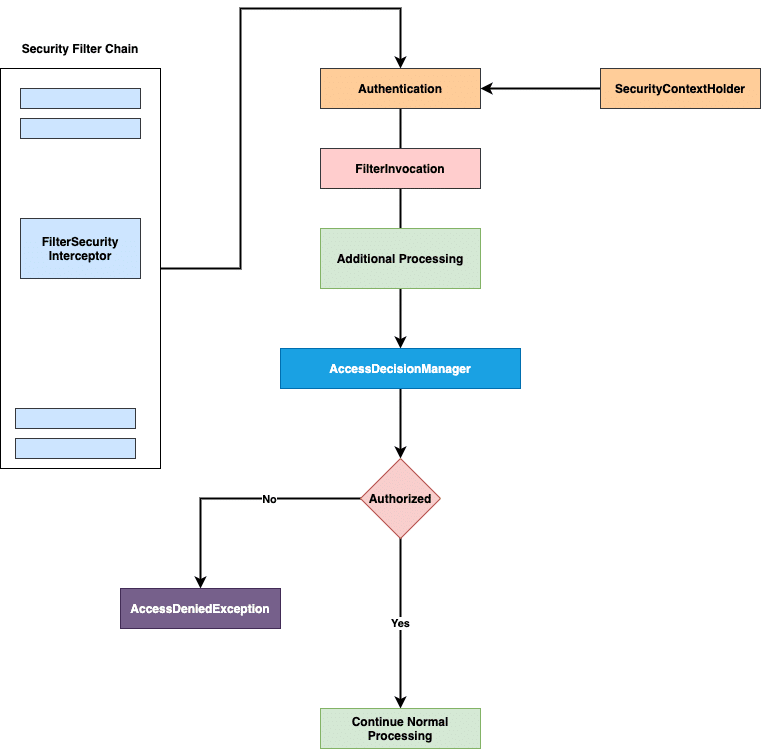 Security Filter Chain
Authentication
SecurityContextHolder
FilterInvocation
FilterSecurity
Interceptor
Additional Processing
AccessDecisionManager
Authorized
No
AccessDeniedException
Yes
Continue Normal
Processing